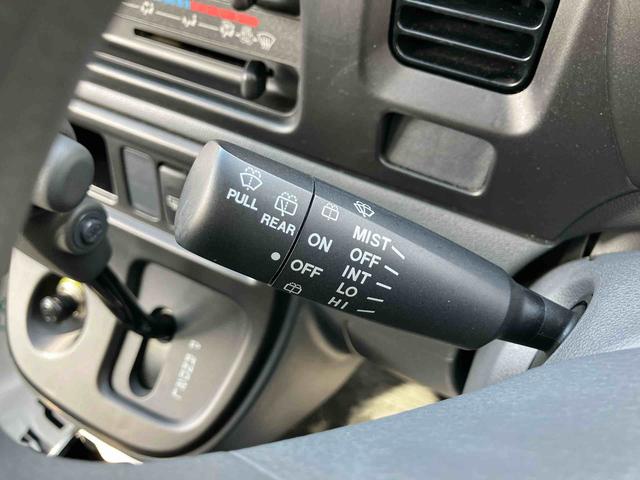 PULL
REAR
ON
OFF
MIST
OFF
INT
LO
HI